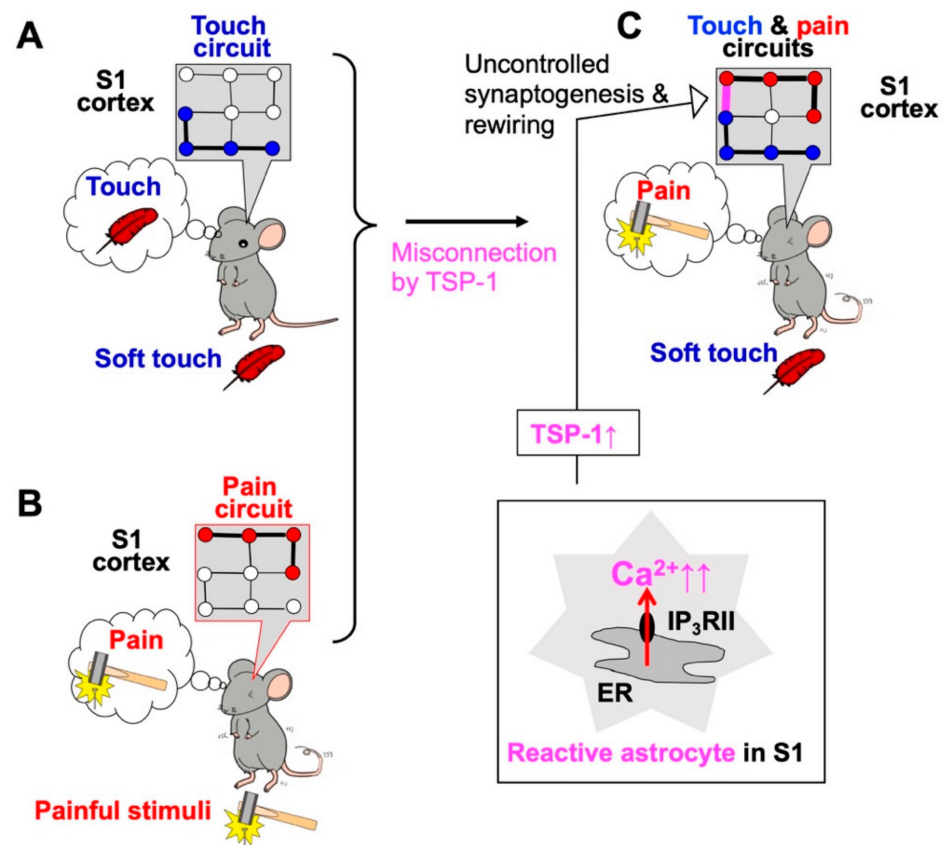 A
Touch
circuit
S1
cortex
Touch
Soft touch
B
Pain
circuit
S1
cortex
Pain
Painful stimuli
Misconnection
by TSP-1
Uncontrolled
synaptogenesis &
rewiring
C
Touch & pain
circuits
S1
cortex
Pain
Soft touch
TSP-1↑
Ca²⁺↑↑
IP₃RII
ER
Reactive astrocyte in S1